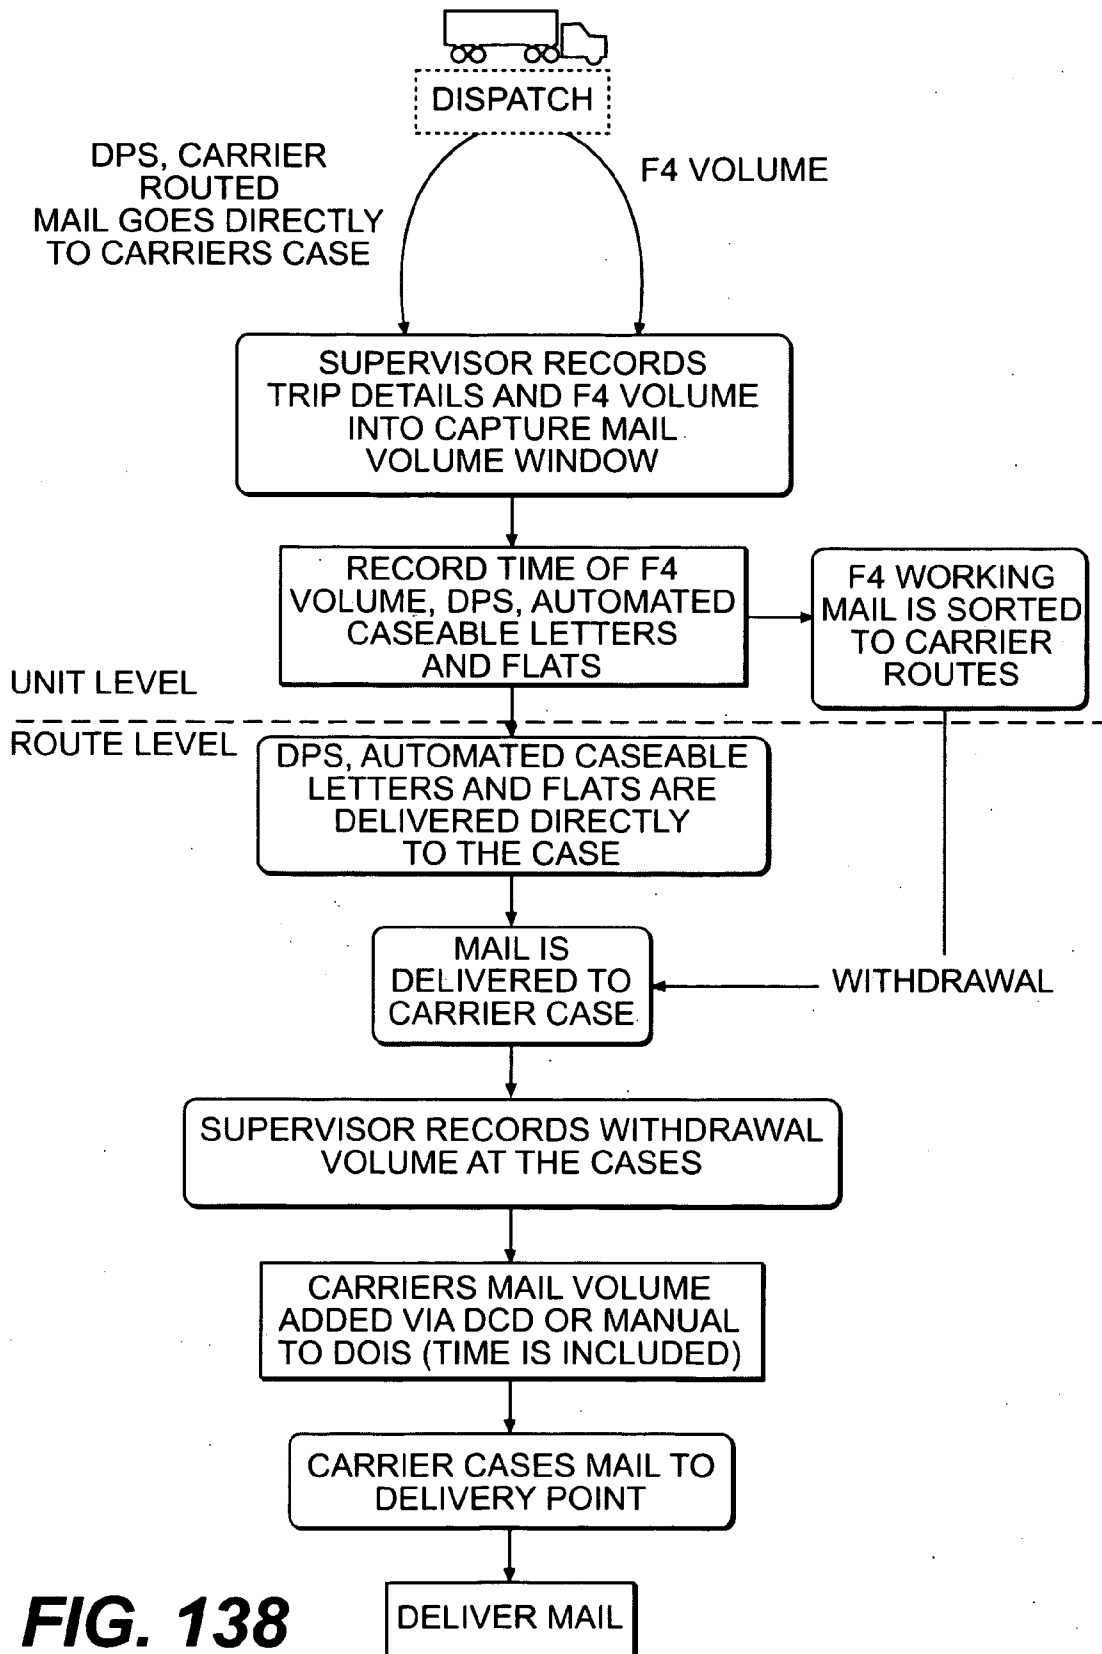 DISPATCH
DPS, CARRIER
ROUTED
MAIL GOES DIRECTLY
TO CARRIERS CASE
F4 VOLUME
SUPERVISOR RECORDS
TRIP DETAILS AND F4 VOLUME
INTO CAPTURE MAIL
VOLUME WINDOW
RECORD TIME OF F4
VOLUME, DPS, AUTOMATED
CASEABLE LETTERS
AND FLATS
F4 WORKING
MAIL IS SORTED
TO CARRIER
ROUTES
UNIT LEVEL
ROUTE LEVEL
DPS, AUTOMATED CASEABLE
LETTERS AND FLATS ARE
DELIVERED DIRECTLY
TO THE CASE
MAIL IS
DELIVERED TO
CARRIER CASE
WITHDRAWAL
SUPERVISOR RECORDS WITHDRAWAL
VOLUME AT THE CASES
CARRIERS MAIL VOLUME
ADDED VIA DCD OR MANUAL
TO DOIS (TIME IS INCLUDED)
CARRIER CASES MAIL TO
DELIVERY POINT
DELIVER MAIL
FIG. 138